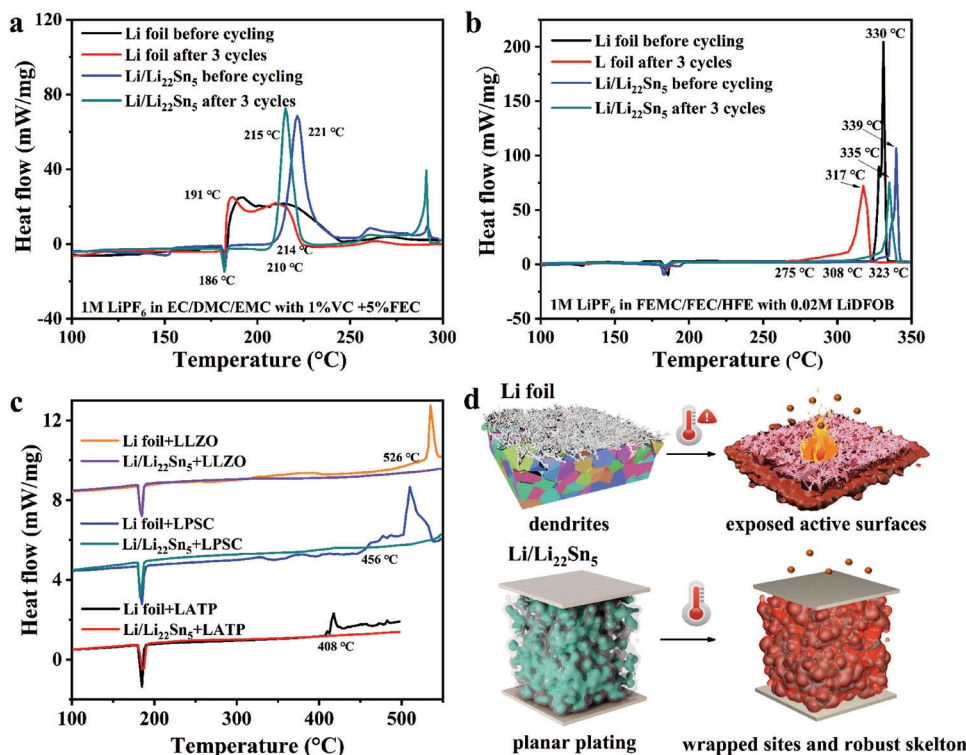 a
120
80
40
0
-40
Heat flow (mW/mg)
Li foil before cycling
Li foil after 3 cycles
Li/Li₂₂Sn₅ before cycling
Li/Li₂₂Sn₅ after 3 cycles
215 °C
221 °C
191 °C
214 °C
186 °C
210 °C
1M LiPF₆ in EC/DMC/EMC with 1%VC +5%FEC
100 150 200 250 300
Temperature (°C)
b
200
150
100
50
0
-50
Heat flow (mW/mg)
Li foil before cycling
L foil after 3 cycles
Li/Li₂₂Sn₅ before cycling
Li/Li₂₂Sn₅ after 3 cycles
330 °C
339 °C
335 °C
317 °C
275 °C
308 °C
323 °C
1M LiPF₆ in FEMC/FEC/HFE with 0.02M LiDFOB
100 150 200 250 300 350
Temperature (°C)
c
12
8
4
0
Heat flow (mW/mg)
Li foil+LLZO
Li/Li₂₂Sn₅+LLZO
526 °C
Li foil+LPSC
Li/Li₂₂Sn₅+LPSC
456 °C
Li foil+LATP
Li/Li₂₂Sn₅+LATP
408 °C
100 200 300 400 500
Temperature (°C)
d
Li foil
dendrites
exposed active surfaces
Li/Li₂₂Sn₅
planar plating
wrapped sites and robust skelton